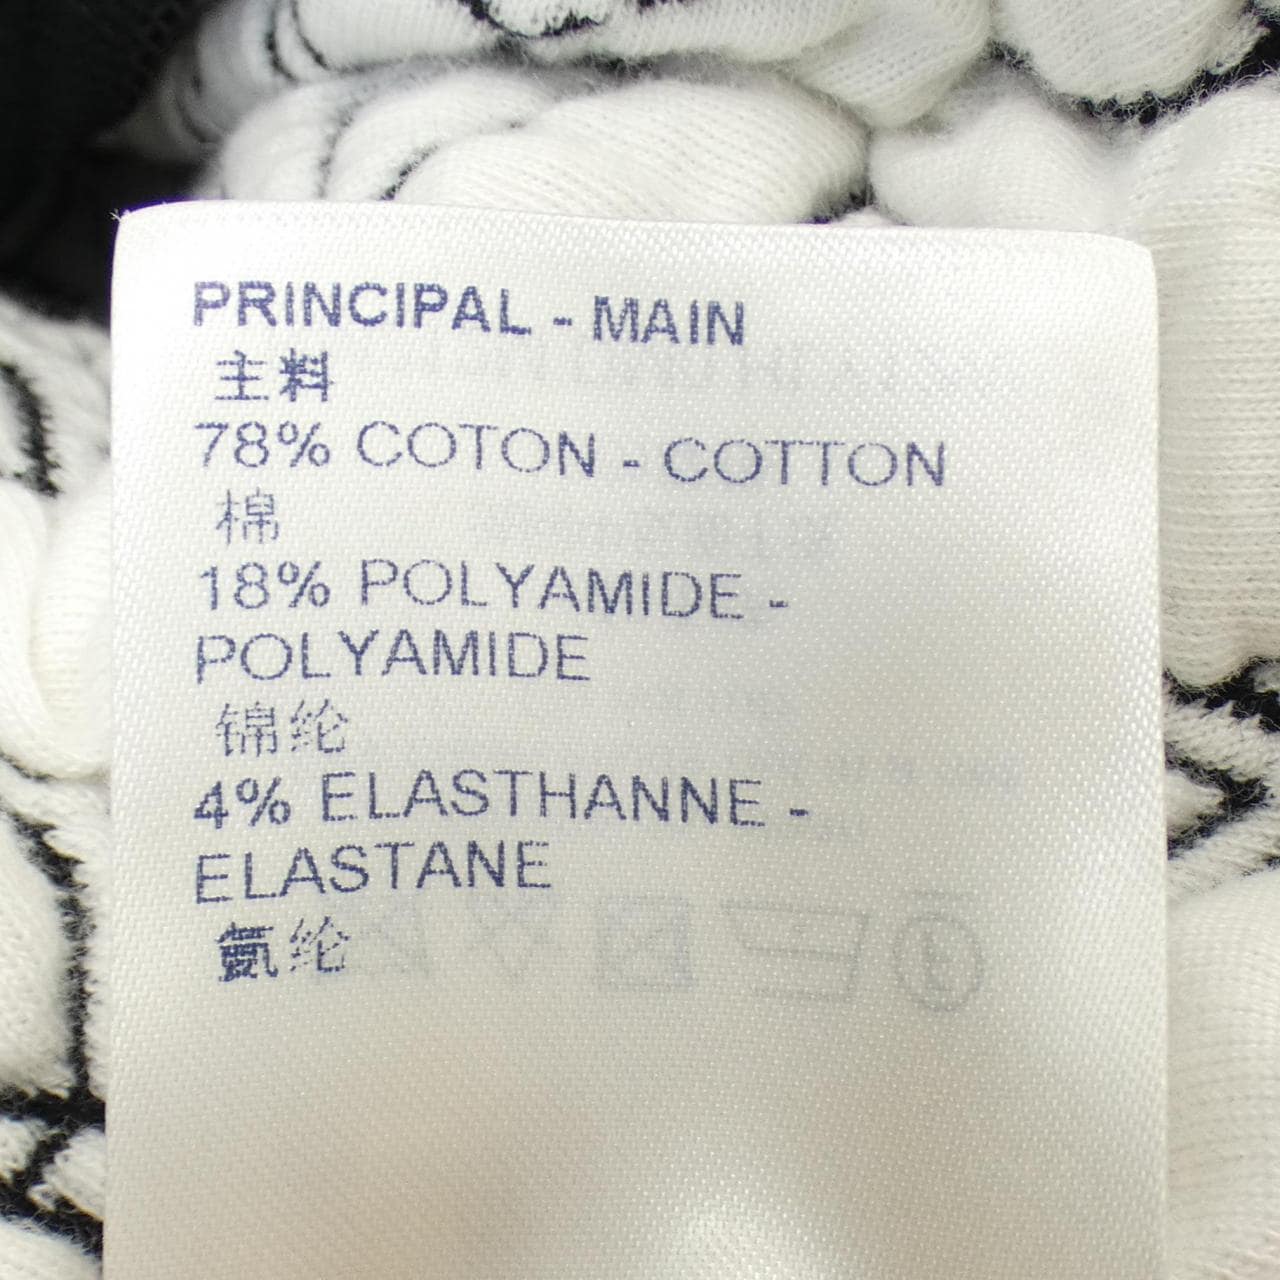 PRINCIPAL - MAIN
主料
78% COTON - COTTON
棉
18% POLYAMIDE -
POLYAMIDE
锦纶
4% ELASTHANNE -
ELASTANE
氨纶